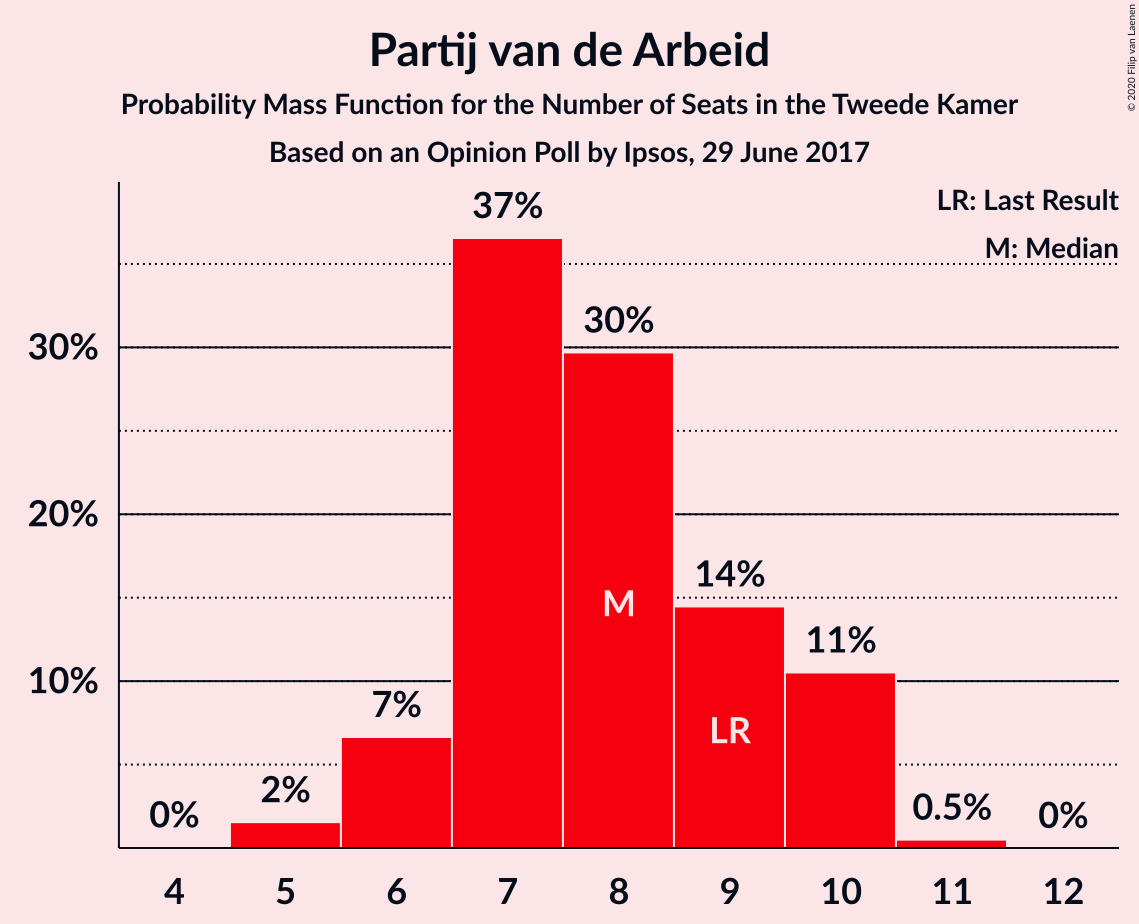 Partij van de Arbeid
Probability Mass Function for the Number of Seats in the Tweede Kamer
Based on an Opinion Poll by Ipsos, 29 June 2017
© 2020 Filip van Laenen
LR: Last Result
M: Median
37%
30%
30%
20%
14%
M
11%
10%
7%
LR
2%
0%
0.5%
0%
4 5 6 7 8 9 10 11 12